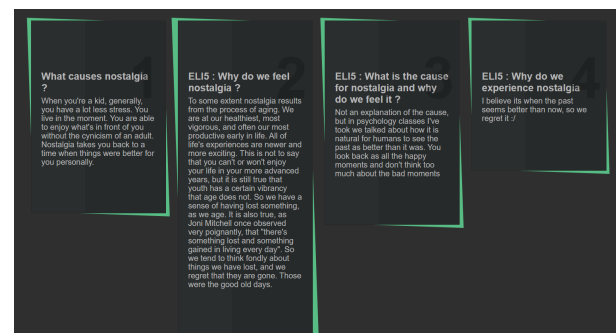 1
What causes nostalgia
?
When you're a kid, generally,
you have a lot less stress. You
live in the moment. You are able
to enjoy what's in front of you
without the cynicism of an adult.
Nostalgia takes you back to a
time when things were better for
you personally.
2
ELI5 : Why do we feel
nostalgia ?
To some extent nostalgia results
from the process of aging. We
are at our healthiest, most
vigorous, and often our most
productive early in life. All of
life's experiences are newer and
more exciting. This is not to say
that you can't or won't enjoy
your life in your more advanced
years, but it is still true that
youth has a certain vibrancy
that age does not. So we have a
sense of having lost something,
as we age. It is also true, as
Joni Mitchell once observed
very poignantly, that "there's
something lost and something
gained in living every day". So
we tend to think fondly about
things we have lost, and we
regret that they are gone. Those
were the good old days.
3
ELI5 : What is the cause
for nostalgia and why
do we feel it ?
Not an explanation of the cause,
but in psychology classes I've
took we talked about how it is
natural for humans to see the
past as better than it was. You
look back as all the happy
moments and don't think too
much about the bad moments
4
ELI5 : Why do we
experience nostalgia
I believe its when the past
seems better than now, so we
regret it :/